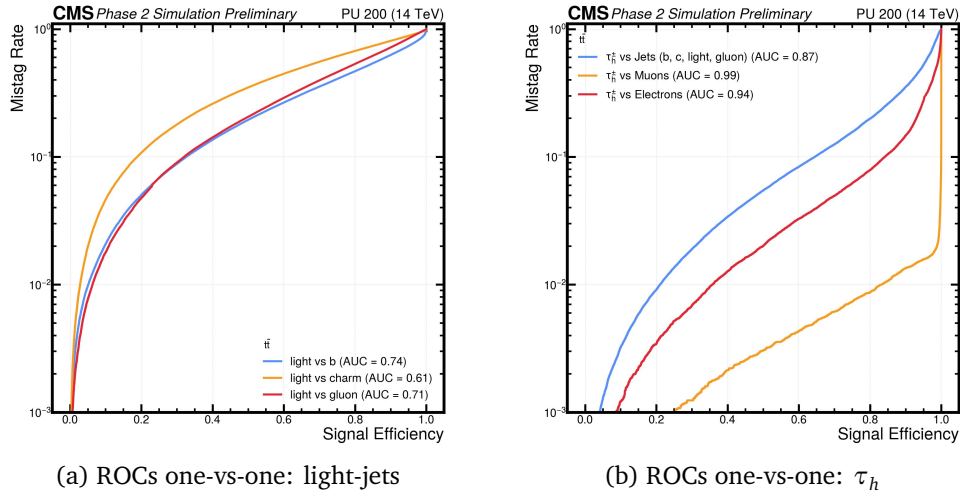 CMS Phase 2 Simulation Preliminary PU 200 (14 TeV)
Mistag Rate
10⁰
10⁻¹
10⁻²
10⁻³
tt̄
light vs b (AUC = 0.74)
light vs charm (AUC = 0.61)
light vs gluon (AUC = 0.71)
0.0 0.2 0.4 0.6 0.8 1.0
Signal Efficiency
(a) ROCs one-vs-one: light-jets
CMS Phase 2 Simulation Preliminary PU 200 (14 TeV)
Mistag Rate
10⁰
10⁻¹
10⁻²
10⁻³
tt̄
τₕ± vs Jets (b, c, light, gluon) (AUC = 0.87)
τₕ± vs Muons (AUC = 0.99)
τₕ± vs Electrons (AUC = 0.94)
0.0 0.2 0.4 0.6 0.8 1.0
Signal Efficiency
(b) ROCs one-vs-one: τₕ